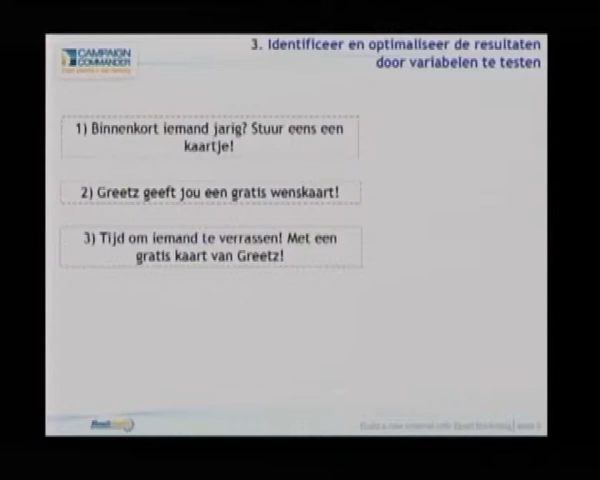 3. Identificeer en optimaliseer de resultaten
door variabelen te testen
CAMPAIGN
COMMANDER
1) Binnenkort iemand jarig? Stuur eens een
kaartje!
2) Greetz geeft jou een gratis wenskaart!
3) Tijd om iemand te verrassen! Met een
gratis kaart van Greetz!